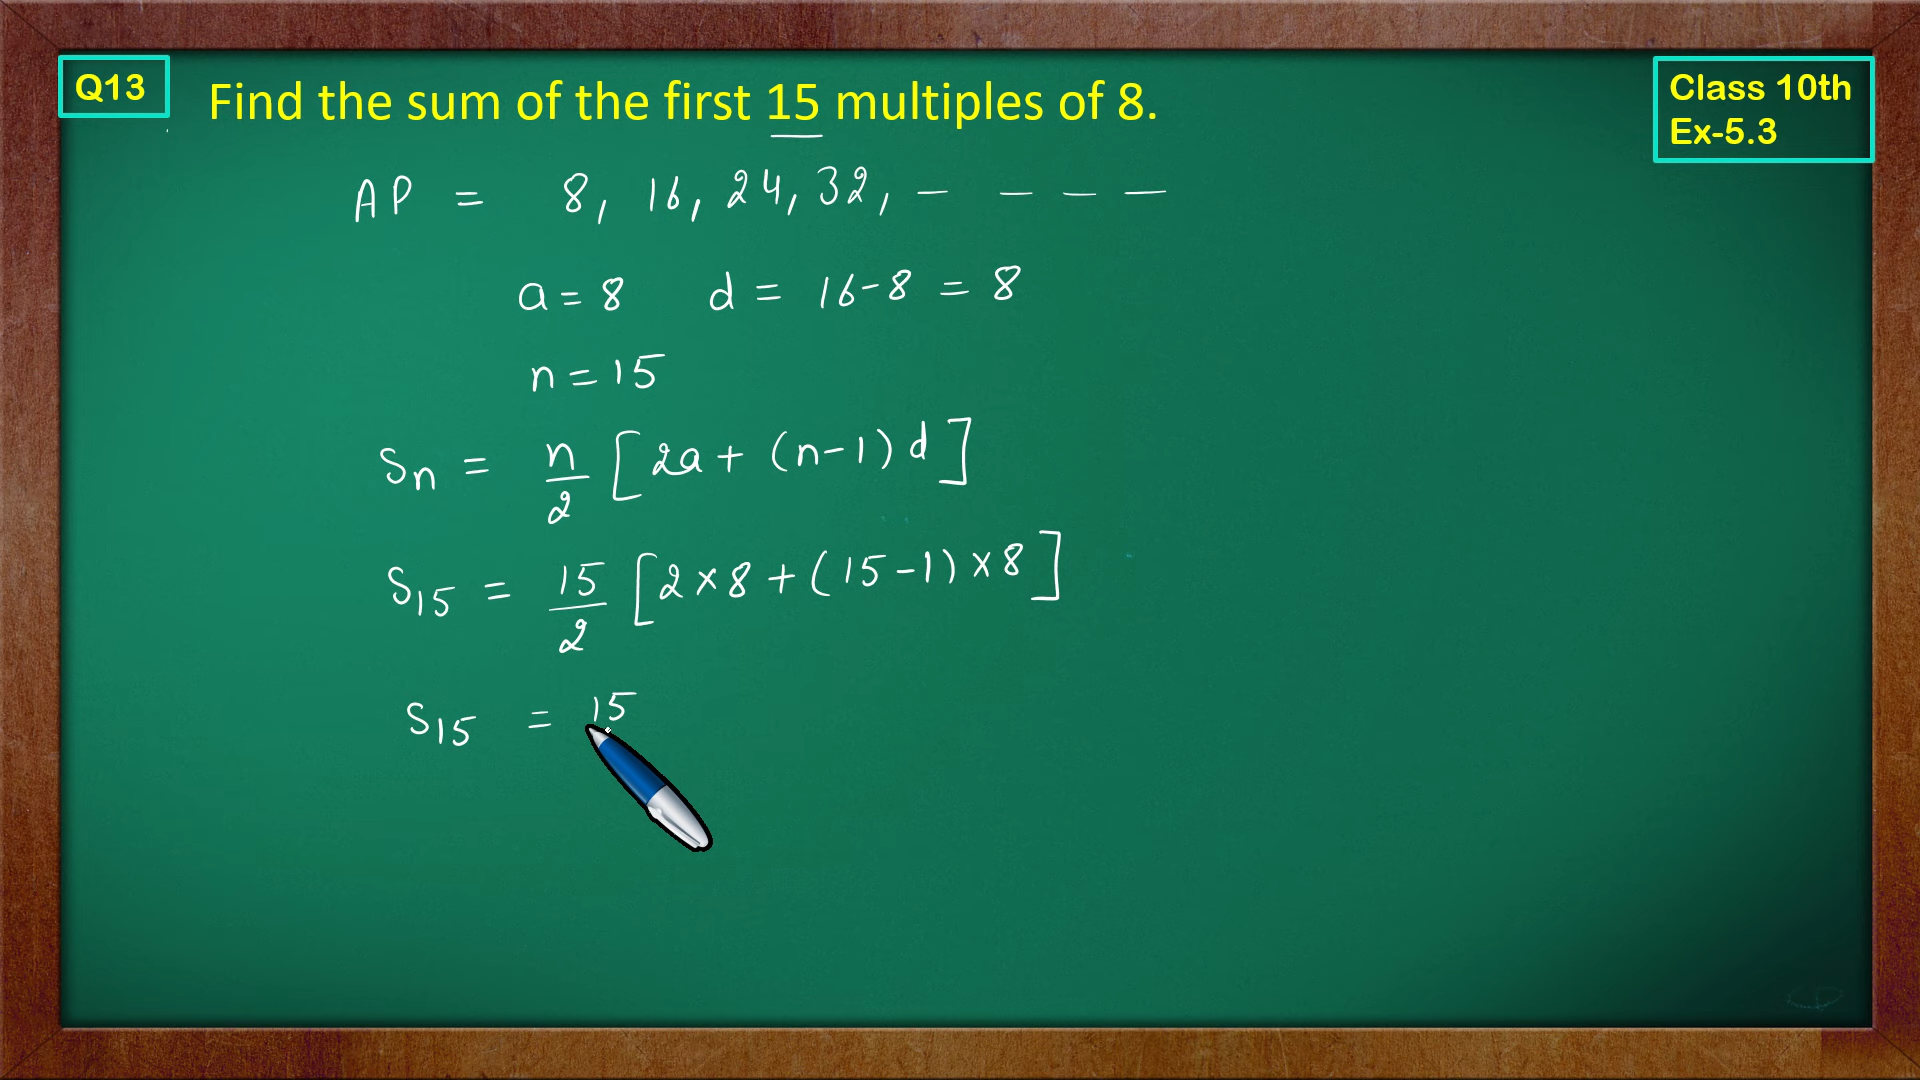 Q13
Find the sum of the first 15 multiples of 8.
Class 10th
Ex-5.3
AP = 8, 16, 24, 32, – – – –
a = 8 d = 16-8 = 8
n = 15
Sn = n/2 [2a + (n-1) d]
S15 = 15/2 [2×8 + (15-1)×8]
S15 = 15